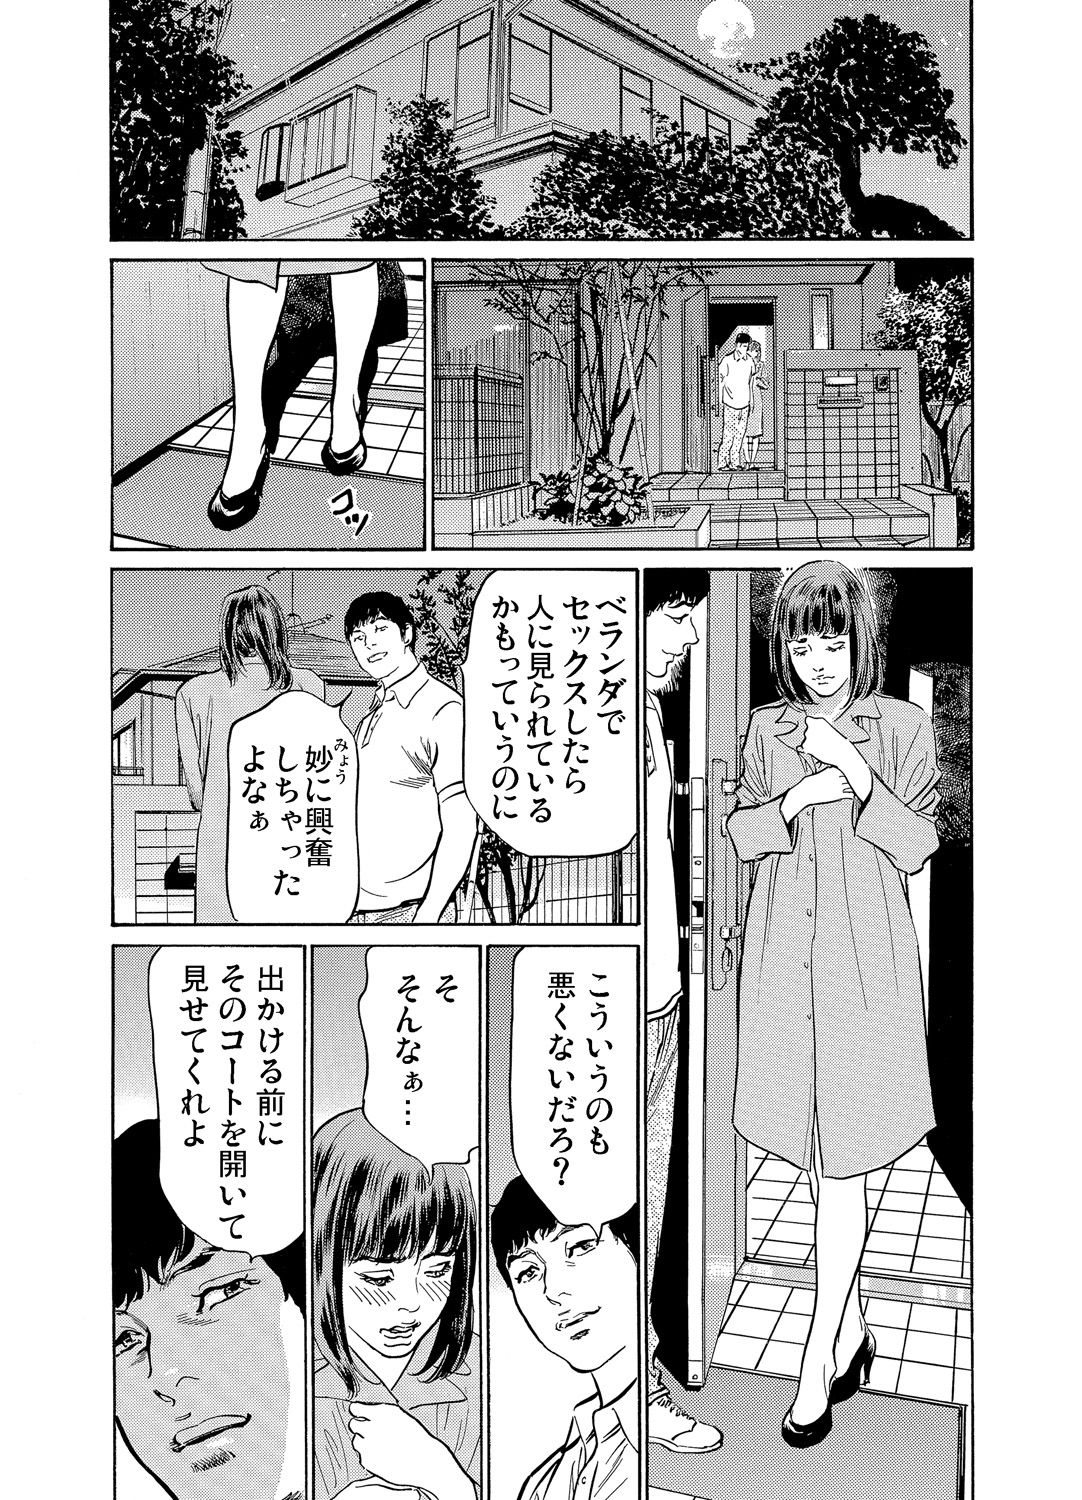 コッ
ベランダで
セックスしたら
人に見られている
かもっていうのに
妙に興奮
みょう
しちゃった
よなぁ
こういうのも
悪くないだろ?
そ
そんなぁ…
出かける前に
そのコートを開いて
見せてくれよ